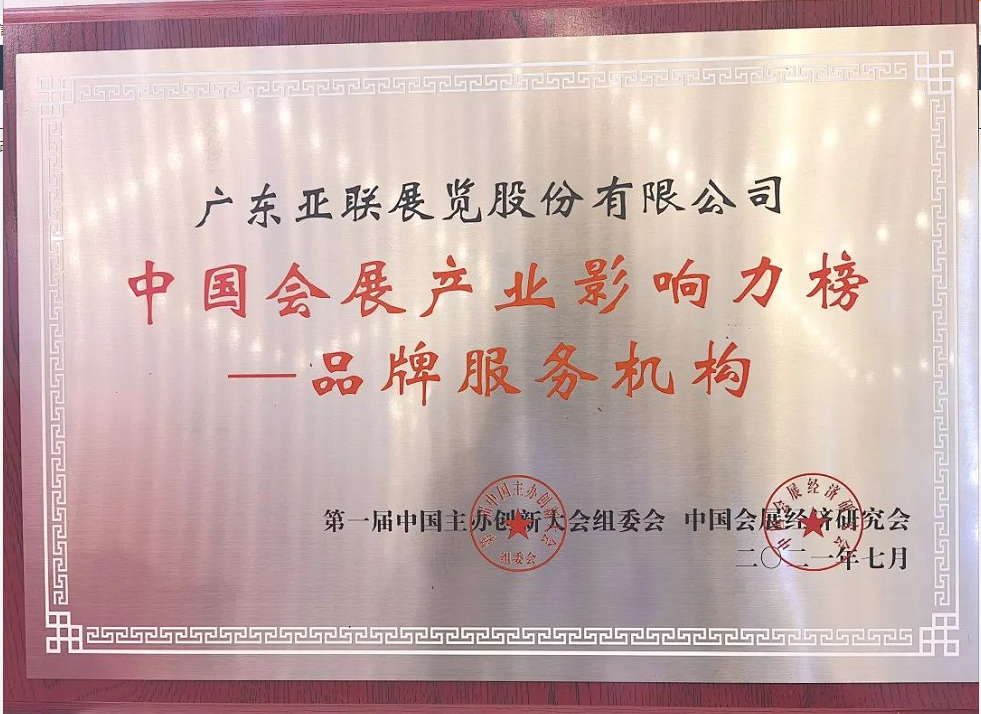 广东亚联展览股份有限公司
中国会展产业影响力榜
—品牌服务机构
第一届中国主办创新大会组委会 中国会展经济研究会
二〇二一年七月
组委会